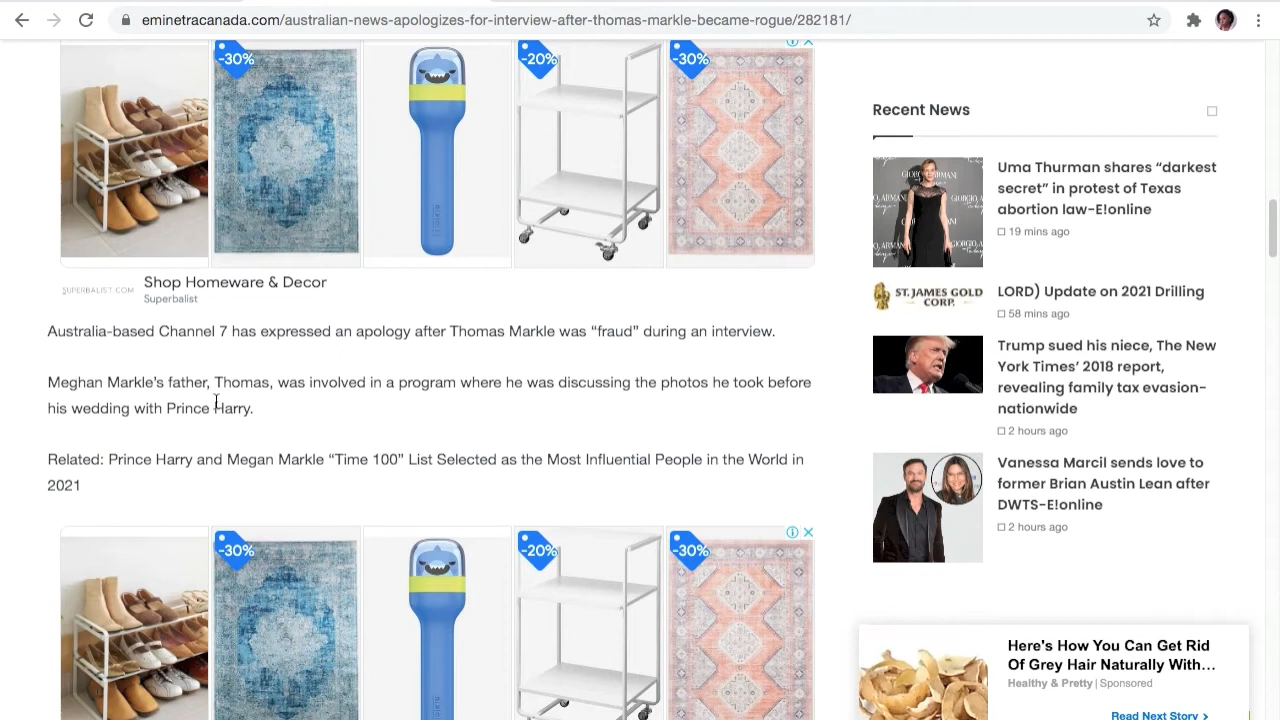 eminetracanada.com/australian-news-apologizes-for-interview-after-thomas-markle-became-rogue/282181/
-30%
-20%
-30%
SUPERBALIST.COM
Shop Homeware & Decor
Superbalist
Australia-based Channel 7 has expressed an apology after Thomas Markle was “fraud” during an interview.
Meghan Markle’s father, Thomas, was involved in a program where he was discussing the photos he took before
his wedding with Prince Harry.
Related: Prince Harry and Megan Markle “Time 100” List Selected as the Most Influential People in the World in
2021
-30%
-20%
-30%
Recent News
GIORGIO ARMANI
Uma Thurman shares “darkest
secret” in protest of Texas
abortion law-E!online
19 mins ago
ST. JAMES GOLD
CORP.
LORD) Update on 2021 Drilling
58 mins ago
Trump sued his niece, The New
York Times’ 2018 report,
revealing family tax evasion-
nationwide
2 hours ago
Vanessa Marcil sends love to
former Brian Austin Lean after
DWTS-E!online
2 hours ago
Here's How You Can Get Rid
Of Grey Hair Naturally With...
Healthy & Pretty | Sponsored
Read Next Story >